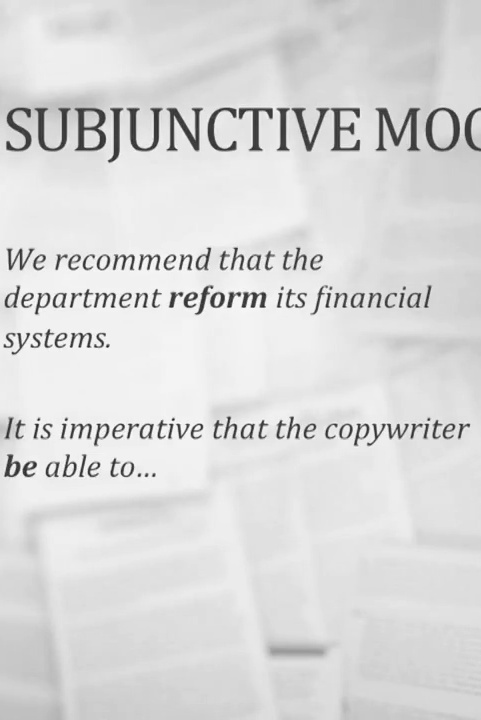 SUBJUNCTIVE MOO
We recommend that the
department reform its financial
systems.
It is imperative that the copywriter
be able to...